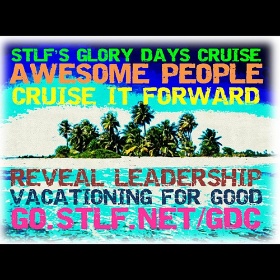 STLF'S GLORY DAYS CRUISE
AWESOME PEOPLE
CRUISE IT FORWARD
REVEAL LEADERSHIP
VACATIONING FOR GOOD
GO.STLF.NET/GDC